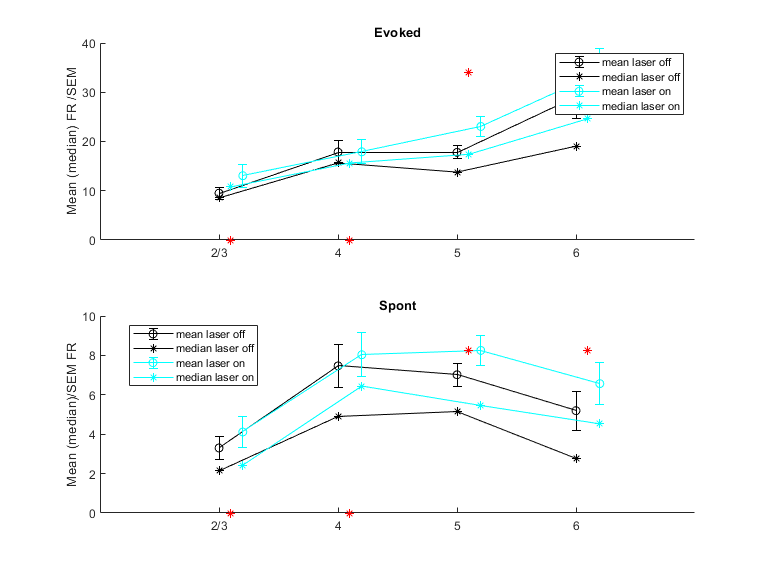 Evoked
Mean (median) FR /SEM
40
30
20
10
0
2/3 4 5 6
mean laser off
median laser off
mean laser on
median laser on
Spont
Mean (median)/SEM FR
10
8
6
4
2
0
2/3 4 5 6
mean laser off
median laser off
mean laser on
median laser on